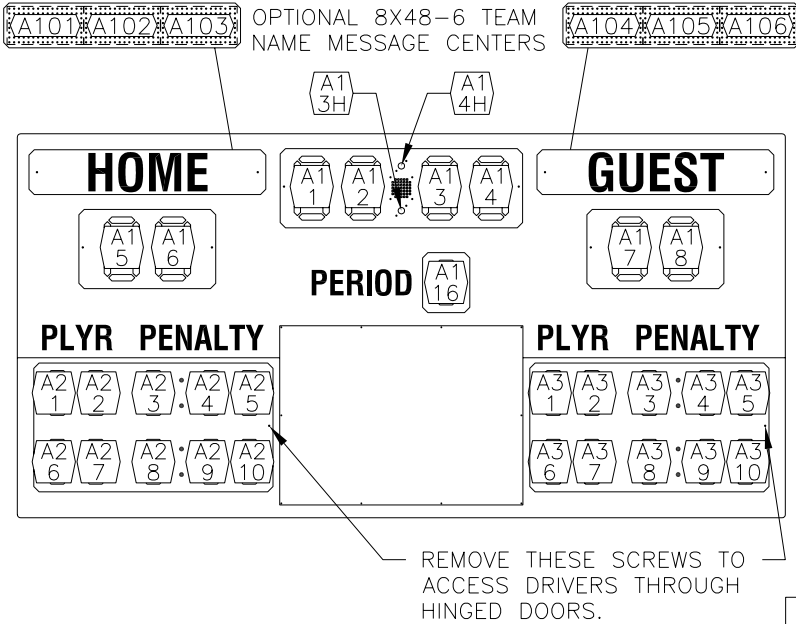 A101 A102 A103 OPTIONAL 8X48-6 TEAM A104 A105 A106
NAME MESSAGE CENTERS
A1 A1
3H 4H
HOME A1 A1 A1 A1 GUEST
1 2 3 4
A1 A1 A1 A1
5 6 7 8
PERIOD A1
16
PLYR PENALTY PLYR PENALTY
A2 A2 A2 : A2 A2 A3 A3 A3 : A3 A3
1 2 3 4 5 1 2 3 4 5
A2 A2 A2 : A2 A2 A3 A3 A3 : A3 A3
6 7 8 9 10 6 7 8 9 10
REMOVE THESE SCREWS TO
ACCESS DRIVERS THROUGH
HINGED DOORS.